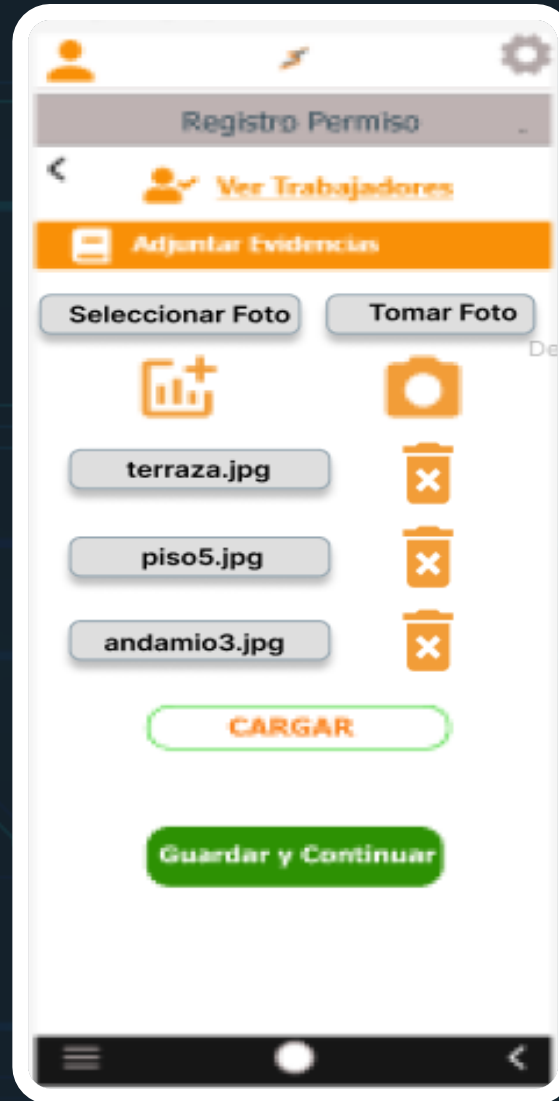 Registro Permiso
Ver Trabajadores
Adjuntar Evidencias
Seleccionar Foto
Tomar Foto
De
terraza.jpg
piso5.jpg
andamio3.jpg
CARGAR
Guardar y Continuar